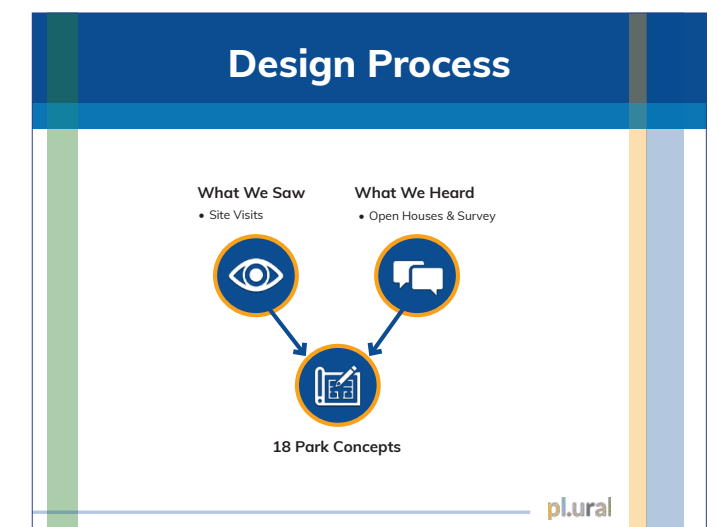 Design Process
What We Saw
• Site Visits
What We Heard
• Open Houses & Survey
18 Park Concepts
pl.ural